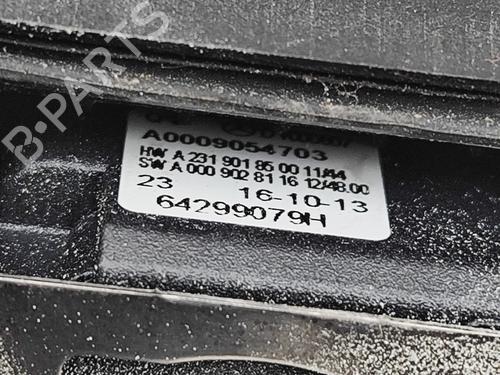 A0009054703
HW A 231 901 85 00 11/44
SW A 000 902 81 16 12/48.00
23 16-10-13
64299079H
B-PARTS